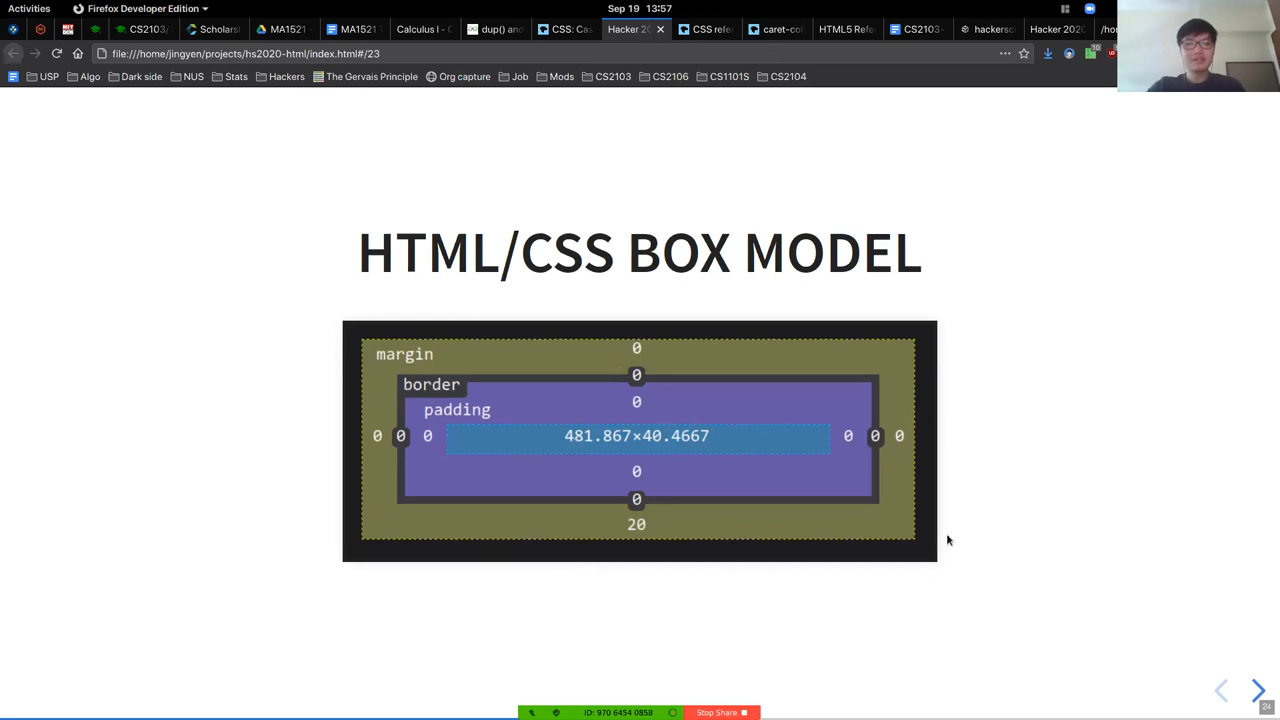 Activities Firefox Developer Edition Sep 19 13:57
CS2103/ Scholarsh MA1521 MA1521 Calculus I - C dup() and CSS: Cas Hacker 20 CSS refe caret-col HTML5 Refe CS2103- hackersc Hacker 2020 /hom
file:///home/jingyen/projects/hs2020-html/index.html#/23
USP Algo Dark side NUS Stats Hackers The Gervais Principle Org capture Job Mods CS2103 CS2106 CS1101S CS2104
HTML/CSS BOX MODEL
margin 0
border 0
padding 0
0 0 0 481.867×40.4667 0 0 0
0
0
20
24
ID: 970 6454 0858 Stop Share